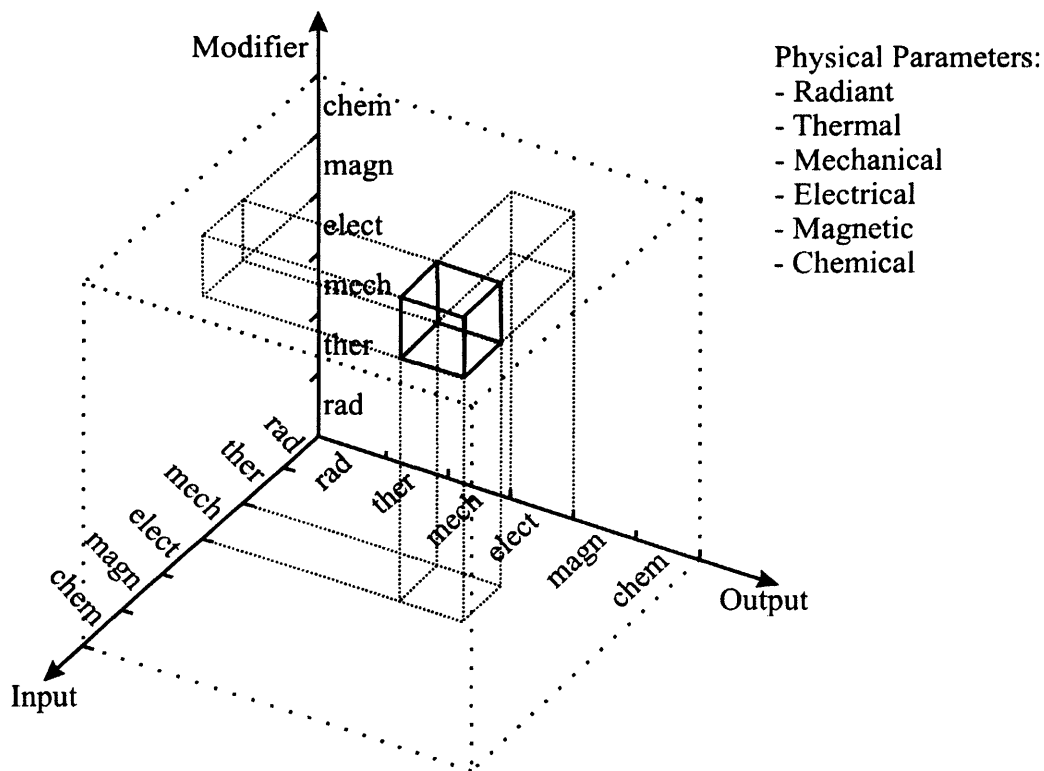 Modifier
chem
magn
elect
mech
ther
rad
rad
ther
mech
elect
magn
chem
Input
rad
ther
mech
elect
magn
chem
Output
Physical Parameters:
- Radiant
- Thermal
- Mechanical
- Electrical
- Magnetic
- Chemical